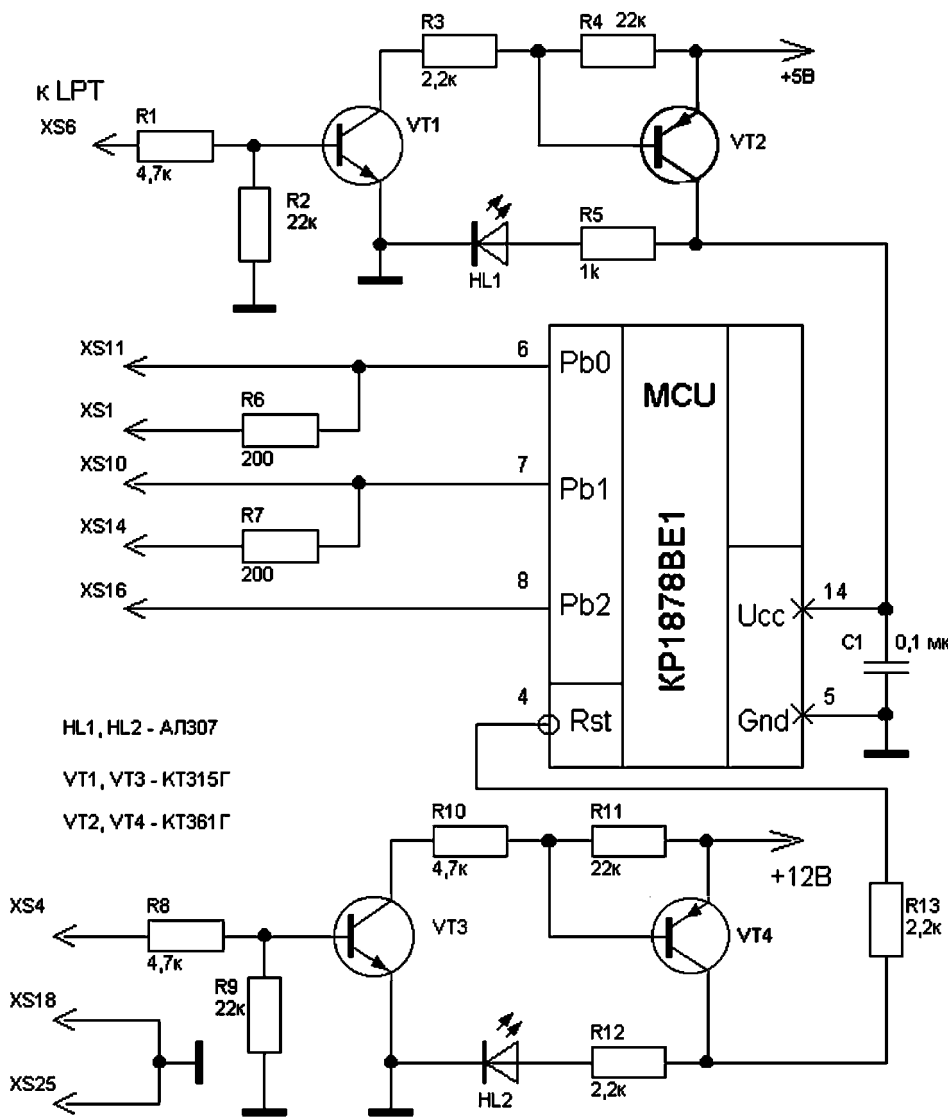 R3
R4 22к
2,2к
+5В
к LPT
XS6
R1
4,7к
VT1
VT2
R2
22к
R5
1k
HL1
XS11
6
Pb0
MCU
XS1
R6
200
XS10
7
Pb1
XS14
R7
200
XS16
8
Pb2
КР1878ВЕ1
Ucc
14
C1
0,1 мк
4
Rst
Gnd
5
HL1, HL2 - АЛ307
VT1, VT3 - КТ315Г
VT2, VT4 - КТ361Г
R10
4,7к
R11
22к
+12В
R13
2,2к
XS4
R8
4,7к
VT3
VT4
R9
22к
XS18
R12
2,2к
HL2
XS25